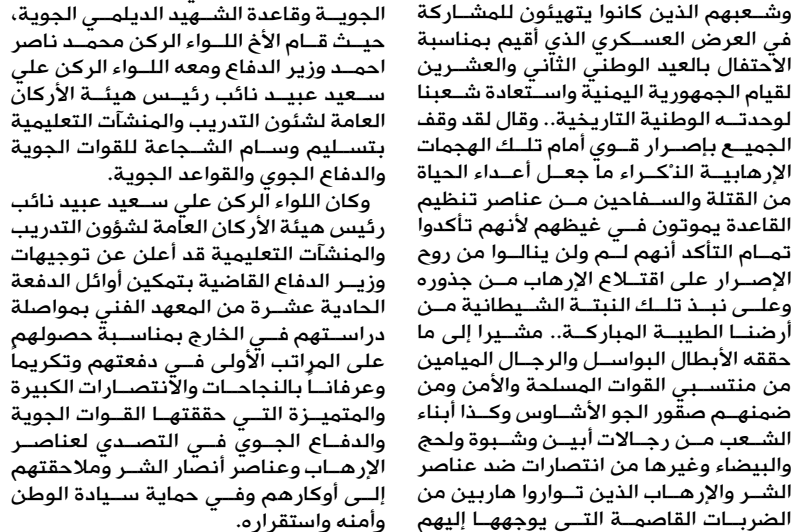 وشعبهم الذين كانوا يتهيئون للمشاركة
في العرض العسكري الذي أقيم بمناسبة
الاحتفال بالعيد الوطني الثاني والعشرين
لقيام الجمهورية اليمنية واستعادة شعبنا
لوحدته الوطنية التاريخية.. وقال لقد وقف
الجميع بإصرار قوي أمام تلك الهجمات
الإرهابية النكراء ما جعل أعداء الحياة
من القتلة والسفاحين من عناصر تنظيم
القاعدة يموتون في غيظهم لأنهم تأكدوا
تمام التأكد أنهم لم ولن ينالوا من روح
الإصرار على اقتلاع الإرهاب من جذوره
وعلى نبذ تلك النبتة الشيطانية من
أرضنا الطيبة المباركة.. مشيرا إلى ما
حققه الأبطال البواسل والرجال الميامين
من منتسبي القوات المسلحة والأمن ومن
ضمنهم صقور الجو الأشاوس وكذا أبناء
الشعب من رجالات أبين وشبوة ولحج
والبيضاء وغيرها من انتصارات ضد عناصر
الشر والإرهاب الذين تواروا هاربين من
الضربات القاصمة التي يوجهها إليهم
الجوية وقاعدة الشهيد الديلمي الجوية،
حيث قام الأخ اللواء الركن محمد ناصر
احمد وزير الدفاع ومعه اللواء الركن علي
سعيد عبيد نائب رئيس هيئة الأركان
العامة لشئون التدريب والمنشآت التعليمية
بتسليم وسام الشجاعة للقوات الجوية
والدفاع الجوي والقواعد الجوية.
وكان اللواء الركن علي سعيد عبيد نائب
رئيس هيئة الأركان العامة لشؤون التدريب
والمنشآت التعليمية قد أعلن عن توجيهات
وزير الدفاع القاضية بتمكين أوائل الدفعة
الحادية عشرة من المعهد الفني بمواصلة
دراستهم في الخارج بمناسبة حصولهم
على المراتب الأولى في دفعتهم وتكريماً
وعرفاناً بالنجاحات والانتصارات الكبيرة
والمتميزة التي حققتها القوات الجوية
والدفاع الجوي في التصدي لعناصر
الإرهاب وعناصر أنصار الشر وملاحقتهم
إلى أوكارهم وفي حماية سيادة الوطن
وأمنه واستقراره.